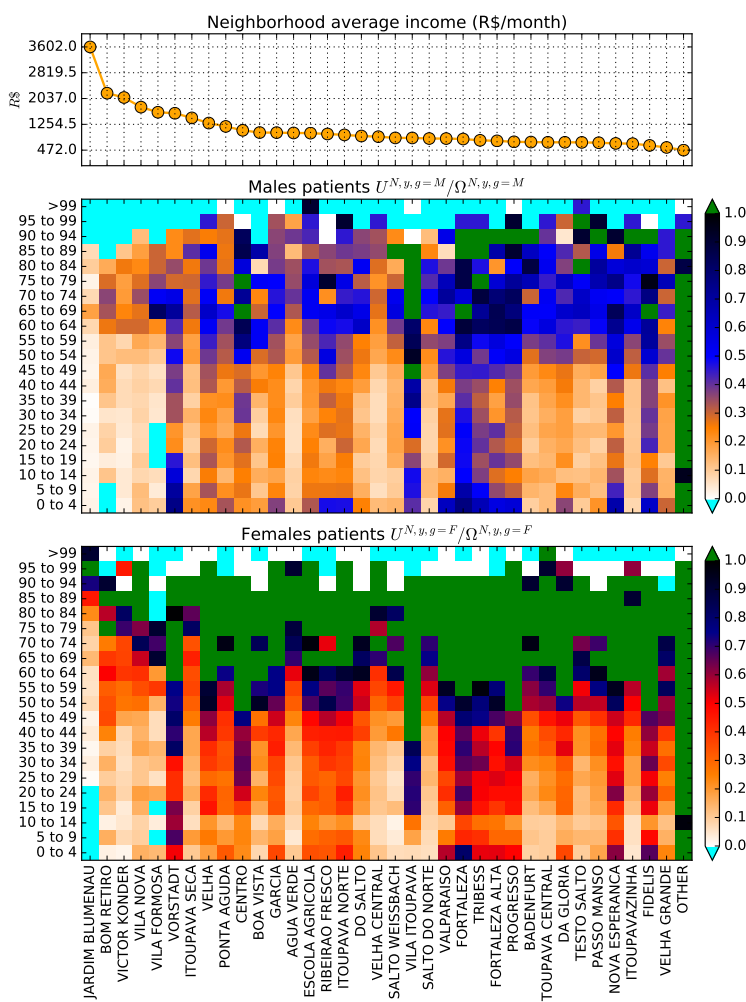 Neighborhood average income (R$/month)
3602.0
2819.5
2037.0
1254.5
472.0
R$
Males patients U^{N,y,g=M}/Ω^{N,y,g=M}
>99
95 to 99
90 to 94
85 to 89
80 to 84
75 to 79
70 to 74
65 to 69
60 to 64
55 to 59
50 to 54
45 to 49
40 to 44
35 to 39
30 to 34
25 to 29
20 to 24
15 to 19
10 to 14
5 to 9
0 to 4
1.0
0.9
0.8
0.7
0.6
0.5
0.4
0.3
0.2
0.1
0.0
Females patients U^{N,y,g=F}/Ω^{N,y,g=F}
>99
95 to 99
90 to 94
85 to 89
80 to 84
75 to 79
70 to 74
65 to 69
60 to 64
55 to 59
50 to 54
45 to 49
40 to 44
35 to 39
30 to 34
25 to 29
20 to 24
15 to 19
10 to 14
5 to 9
0 to 4
1.0
0.9
0.8
0.7
0.6
0.5
0.4
0.3
0.2
0.1
0.0
JARDIM BLUMENAU
BOM RETIRO
VICTOR KONDER
VILA NOVA
VILA FORMOSA
VORSTADT
ITOUPAVA SECA
VELHA
PONTA AGUDA
CENTRO
BOA VISTA
GARCIA
AGUA VERDE
ESCOLA AGRICOLA
RIBEIRAO FRESCO
ITOUPAVA NORTE
DO SALTO
VELHA CENTRAL
SALTO WEISSBACH
VILA ITOUPAVA
SALTO DO NORTE
VALPARAISO
FORTALEZA
TRIBESS
FORTALEZA ALTA
PROGRESSO
BADENFURT
TOUPAVA CENTRAL
DA GLORIA
TESTO SALTO
PASSO MANSO
NOVA ESPERANCA
ITOUPAVAZINHA
FIDELIS
VELHA GRANDE
OTHER